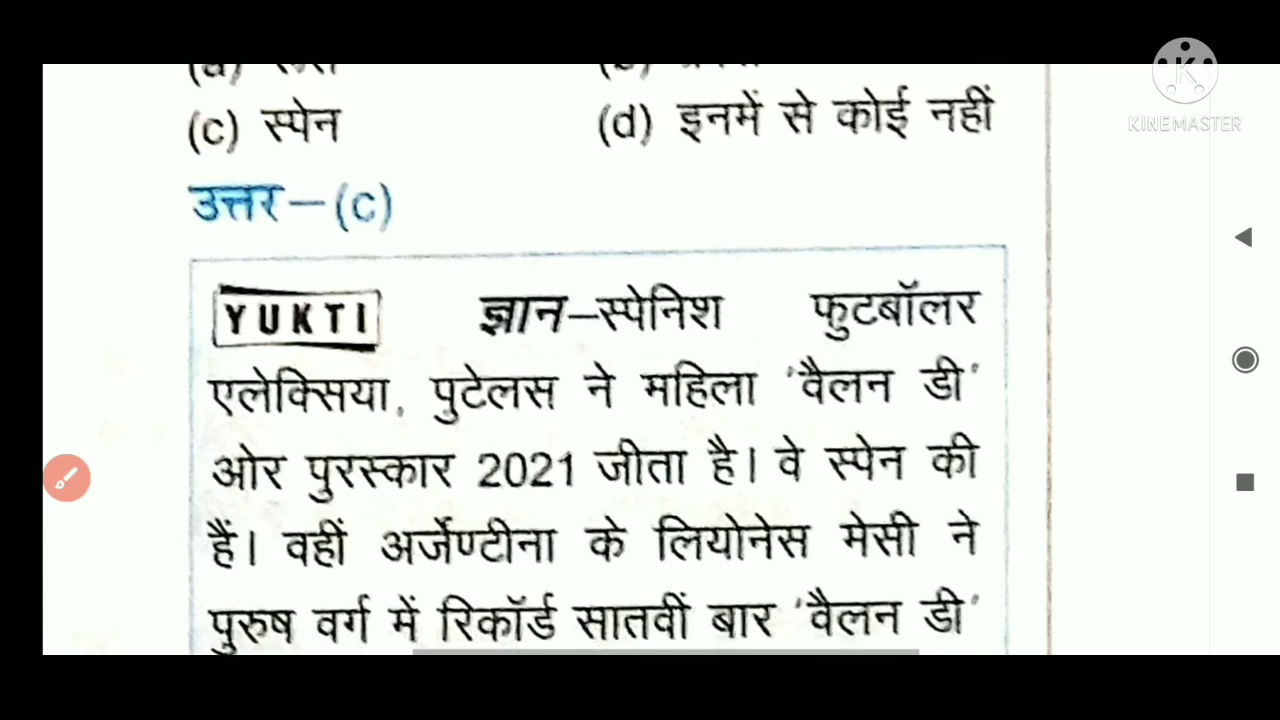 (c) स्पेन (d) इनमें से कोई नहीं
उत्तर–(c)
YUKTI ज्ञान–स्पेनिश फुटबॉलर
एलेक्सिया, पुटेलस ने महिला 'वैलन डी'
ओर पुरस्कार 2021 जीता है। वे स्पेन की
हैं। वहीं अर्जेण्टीना के लियोनेस मेसी ने
पुरुष वर्ग में रिकॉर्ड सातवीं बार 'वैलन डी'
KINEMASTER